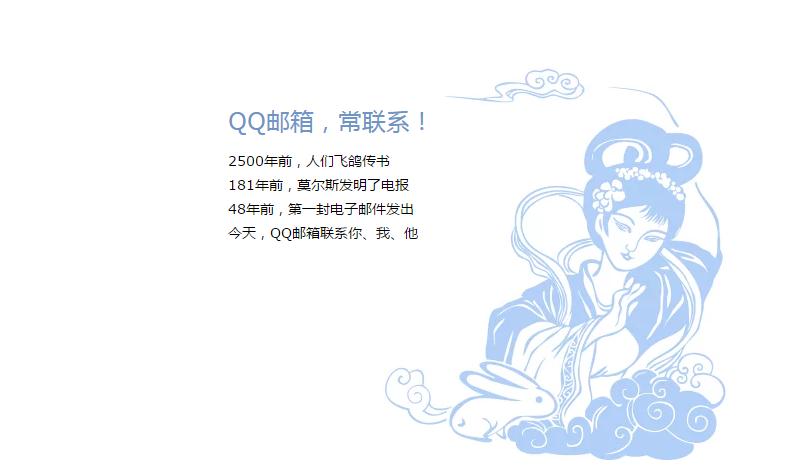 QQ邮箱，常联系！
2500年前，人们飞鸽传书
181年前，莫尔斯发明了电报
48年前，第一封电子邮件发出
今天，QQ邮箱联系你、我、他